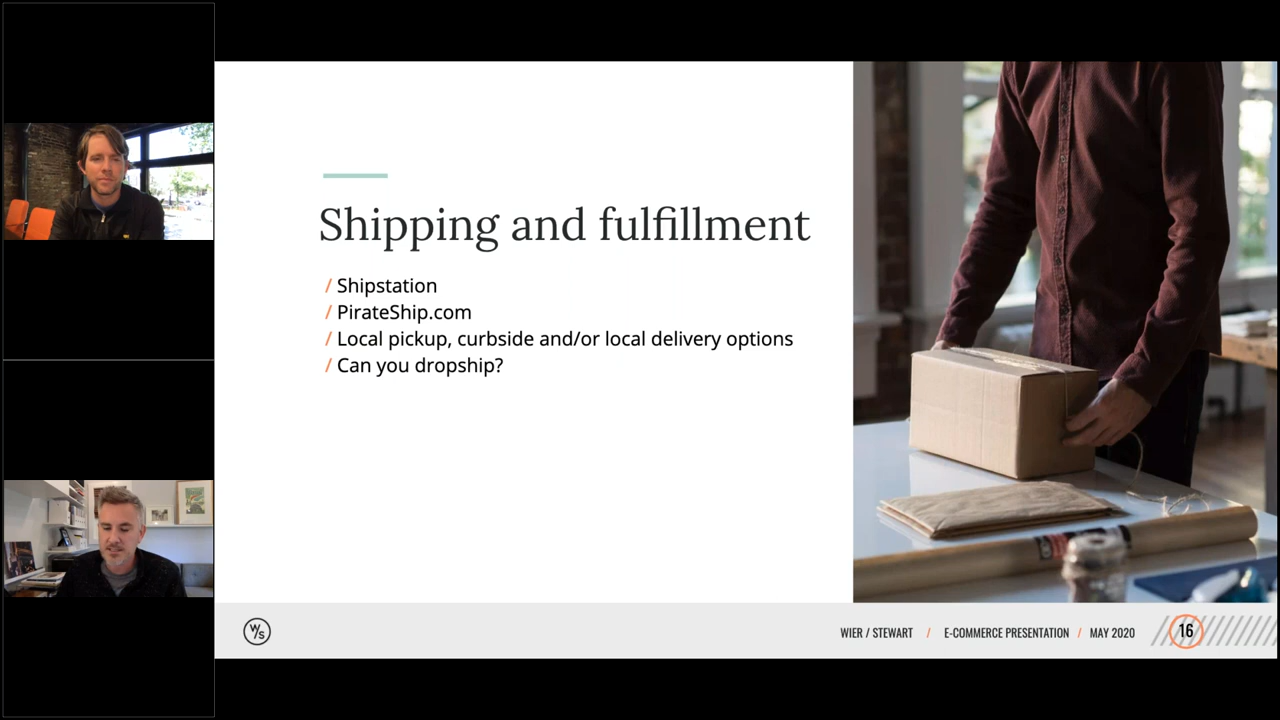 Shipping and fulfillment
/ Shipstation
/ PirateShip.com
/ Local pickup, curbside and/or local delivery options
/ Can you dropship?
W/S
WIER / STEWART / E-COMMERCE PRESENTATION / MAY 2020 16